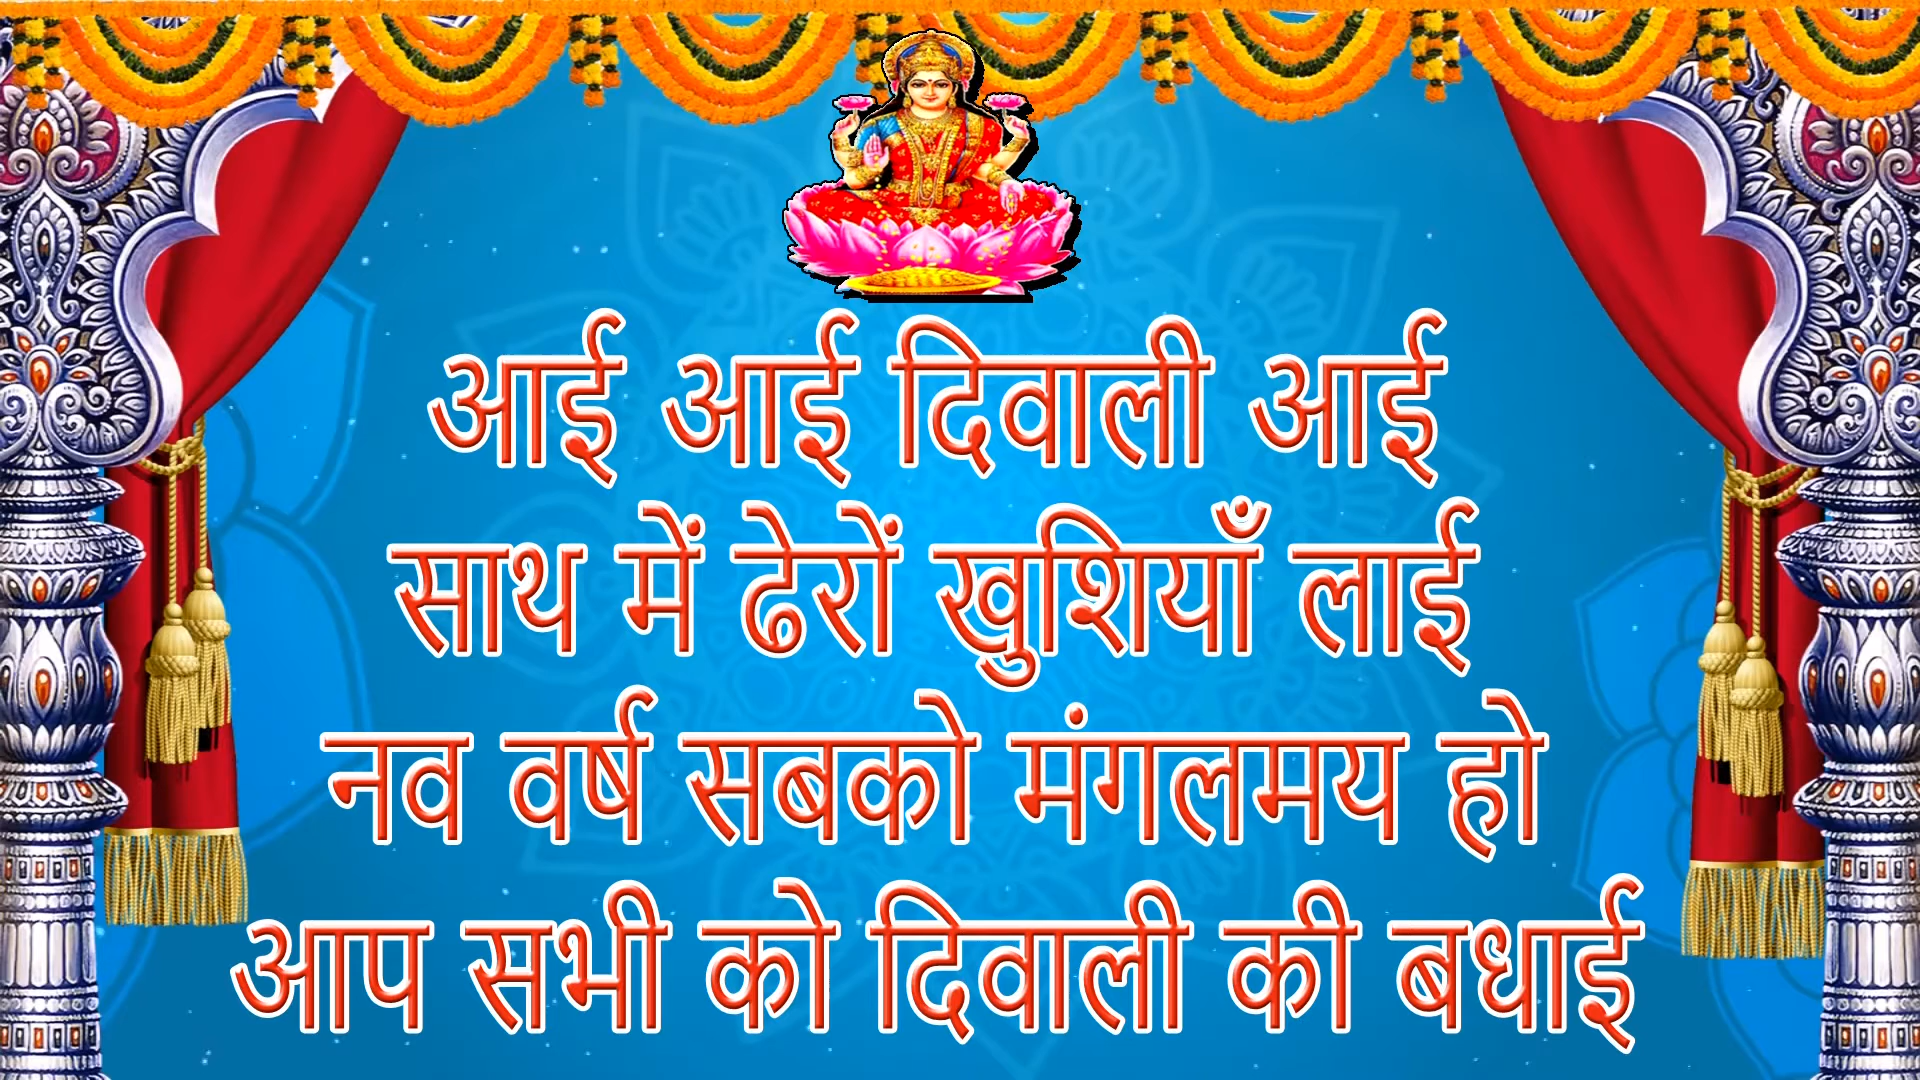 आई आई दिवाली आई
साथ में ढेरों खुशियाँ लाई
नव वर्ष सबको मंगलमय हो
आप सभी को दिवाली की बधाई